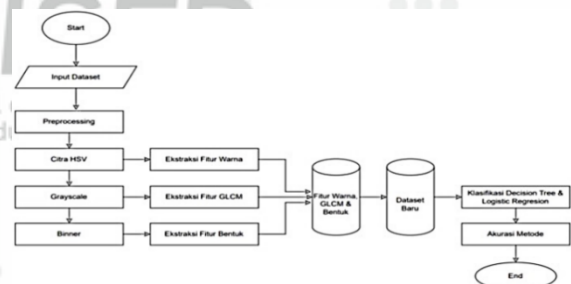 Start
Input Dataset
Preprocessing
Citra HSV
Ekstraksi Fitur Warna
Grayscale
Ekstraksi Fitur GLCM
Binner
Ekstraksi Fitur Bentuk
Fitur Warna,
GLCM &
Bentuk
Dataset
Baru
Klasifikasi Decision Tree &
Logistic Regresion
Akurasi Metode
End